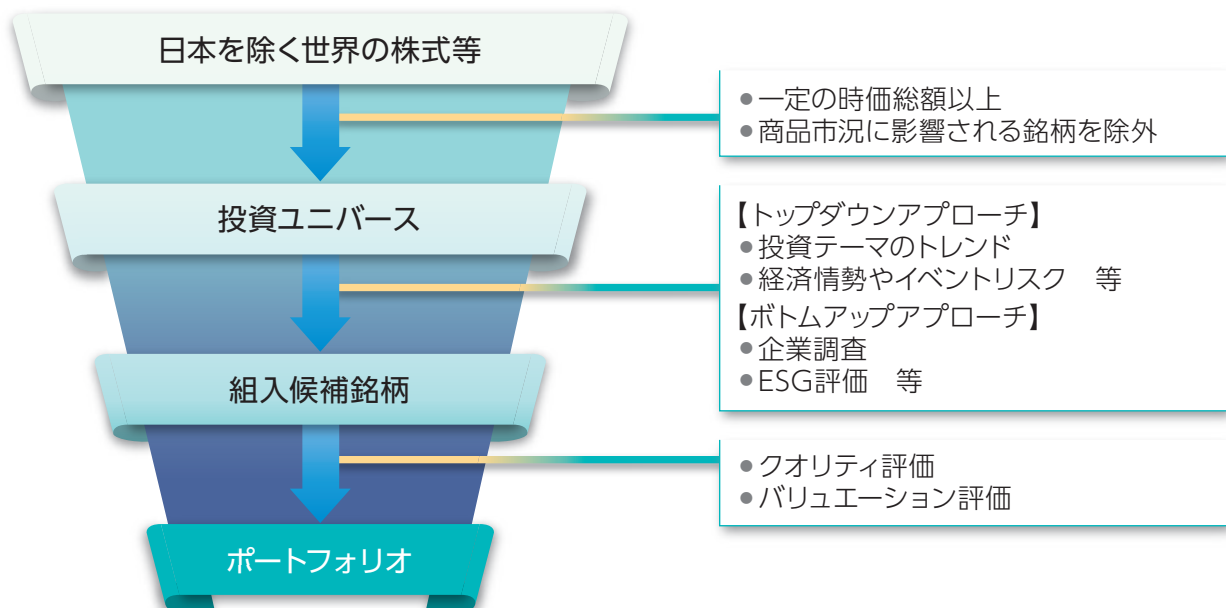 日本を除く世界の株式等
●一定の時価総額以上
●商品市況に影響される銘柄を除外
投資ユニバース
【トップダウンアプローチ】
●投資テーマのトレンド
●経済情勢やイベントリスク　等
【ボトムアップアプローチ】
●企業調査
●ESG評価　等
組入候補銘柄
●クオリティ評価
●バリュエーション評価
ポートフォリオ